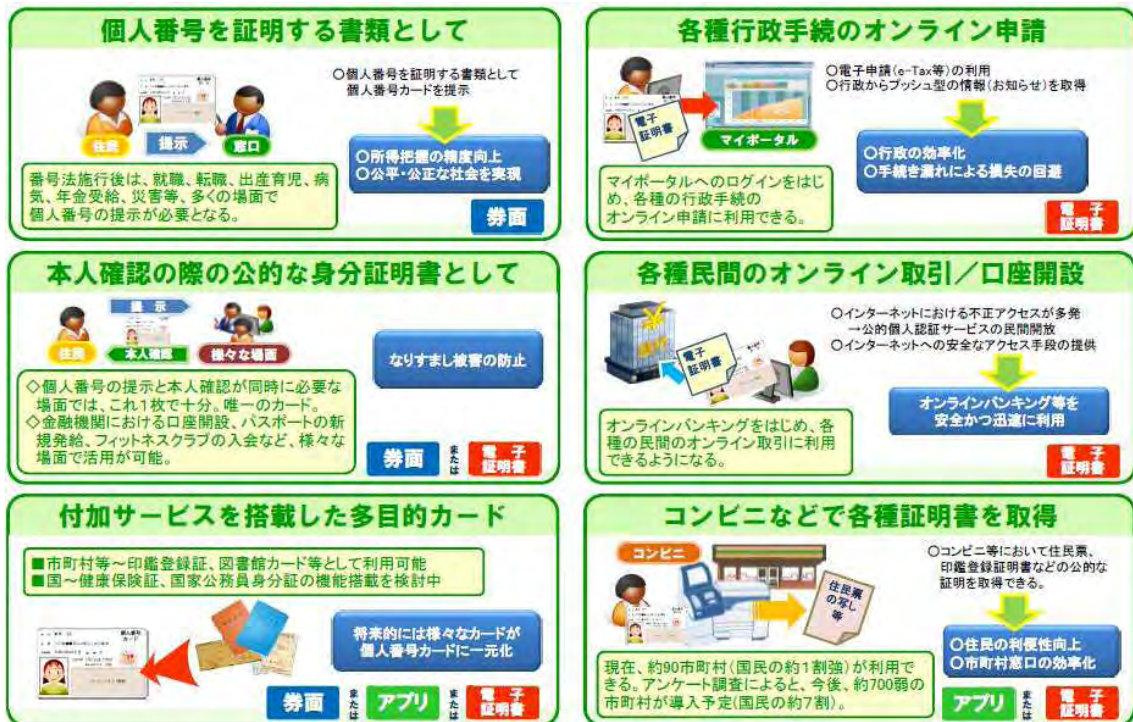 個人番号を証明する書類として
○個人番号を証明する書類として
個人番号カードを提示
住民
提示
窓口
○所得把握の精度向上
○公平・公正な社会を実現
番号法施行後は、就職、転職、出産育児、病
気、年金受給、災害等、多くの場面で
個人番号の提示が必要となる。
券面
各種行政手続のオンライン申請
○電子申請(e-Tax等)の利用
○行政からプッシュ型の情報(お知らせ)を取得
電子
証明書
マイポータル
○行政の効率化
○手続き漏れによる損失の回避
マイポータルへのログインをはじ
め、各種の行政手続の
オンライン申請に利用できる。
電子
証明書
本人確認の際の公的な身分証明書として
提示
住民
本人確認
様々な場面
なりすまし被害の防止
◇個人番号の提示と本人確認が同時に必要な
場面では、これ1枚で十分。唯一のカード。
◇金融機関における口座開設、パスポートの新
規発給、フィットネスクラブの入会など、様々な
場面で活用が可能。
券面
または
電子
証明書
各種民間のオンライン取引/口座開設
○インターネットにおける不正アクセスが多発
→公的個人認証サービスの民間開放
○インターネットへの安全なアクセス手段の提供
電子
証明書
オンラインバンキング等を
安全かつ迅速に利用
オンラインバンキングをはじめ、各
種の民間のオンライン取引に利用
できるようになる。
電子
証明書
付加サービスを搭載した多目的カード
■市町村等~印鑑登録証、図書館カード等として利用可能
■国~健康保険証、国家公務員身分証の機能搭載を検討中
個人番号
カード
将来的には様々なカードが
個人番号カードに一元化
券面
または
アプリ
または
電子
証明書
コンビニなどで各種証明書を取得
コンビニ
○コンビニ等において住民票、
印鑑登録証明書などの公的な
証明を取得できる。
住民票
の写し
等
○住民の利便性向上
○市町村窓口の効率化
現在、約90市町村(国民の約1割強)が利用で
きる。アンケート調査によると、今後、約700弱の
市町村が導入予定(国民の約7割)。
アプリ
または
電子
証明書